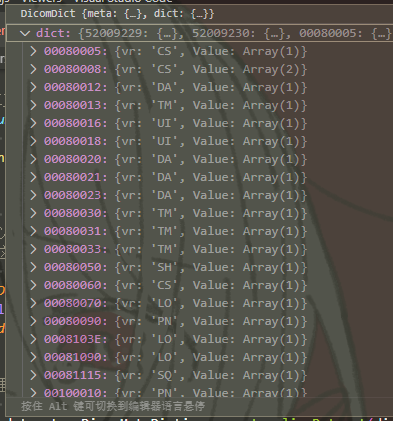 Viewers - Visual Studio Code
DicomDict {meta: {…}, dict: {…}}
dict: {52009229: {…}, 52009230: {…}, 00080005: {…},
00080005: {vr: 'CS', Value: Array(1)}
00080008: {vr: 'CS', Value: Array(2)}
00080012: {vr: 'DA', Value: Array(1)}
00080013: {vr: 'TM', Value: Array(1)}
00080016: {vr: 'UI', Value: Array(1)}
00080018: {vr: 'UI', Value: Array(1)}
00080020: {vr: 'DA', Value: Array(1)}
00080021: {vr: 'DA', Value: Array(1)}
00080023: {vr: 'DA', Value: Array(1)}
00080030: {vr: 'TM', Value: Array(1)}
00080031: {vr: 'TM', Value: Array(1)}
00080033: {vr: 'TM', Value: Array(1)}
00080050: {vr: 'SH', Value: Array(1)}
00080060: {vr: 'CS', Value: Array(1)}
00080070: {vr: 'LO', Value: Array(1)}
00080090: {vr: 'PN', Value: Array(1)}
0008103E: {vr: 'LO', Value: Array(1)}
00081090: {vr: 'LO', Value: Array(1)}
00081115: {vr: 'SQ', Value: Array(1)}
00100010: {vr: 'PN', Value: Array(1)}
按住 Alt 键可切换到编辑器语言悬停